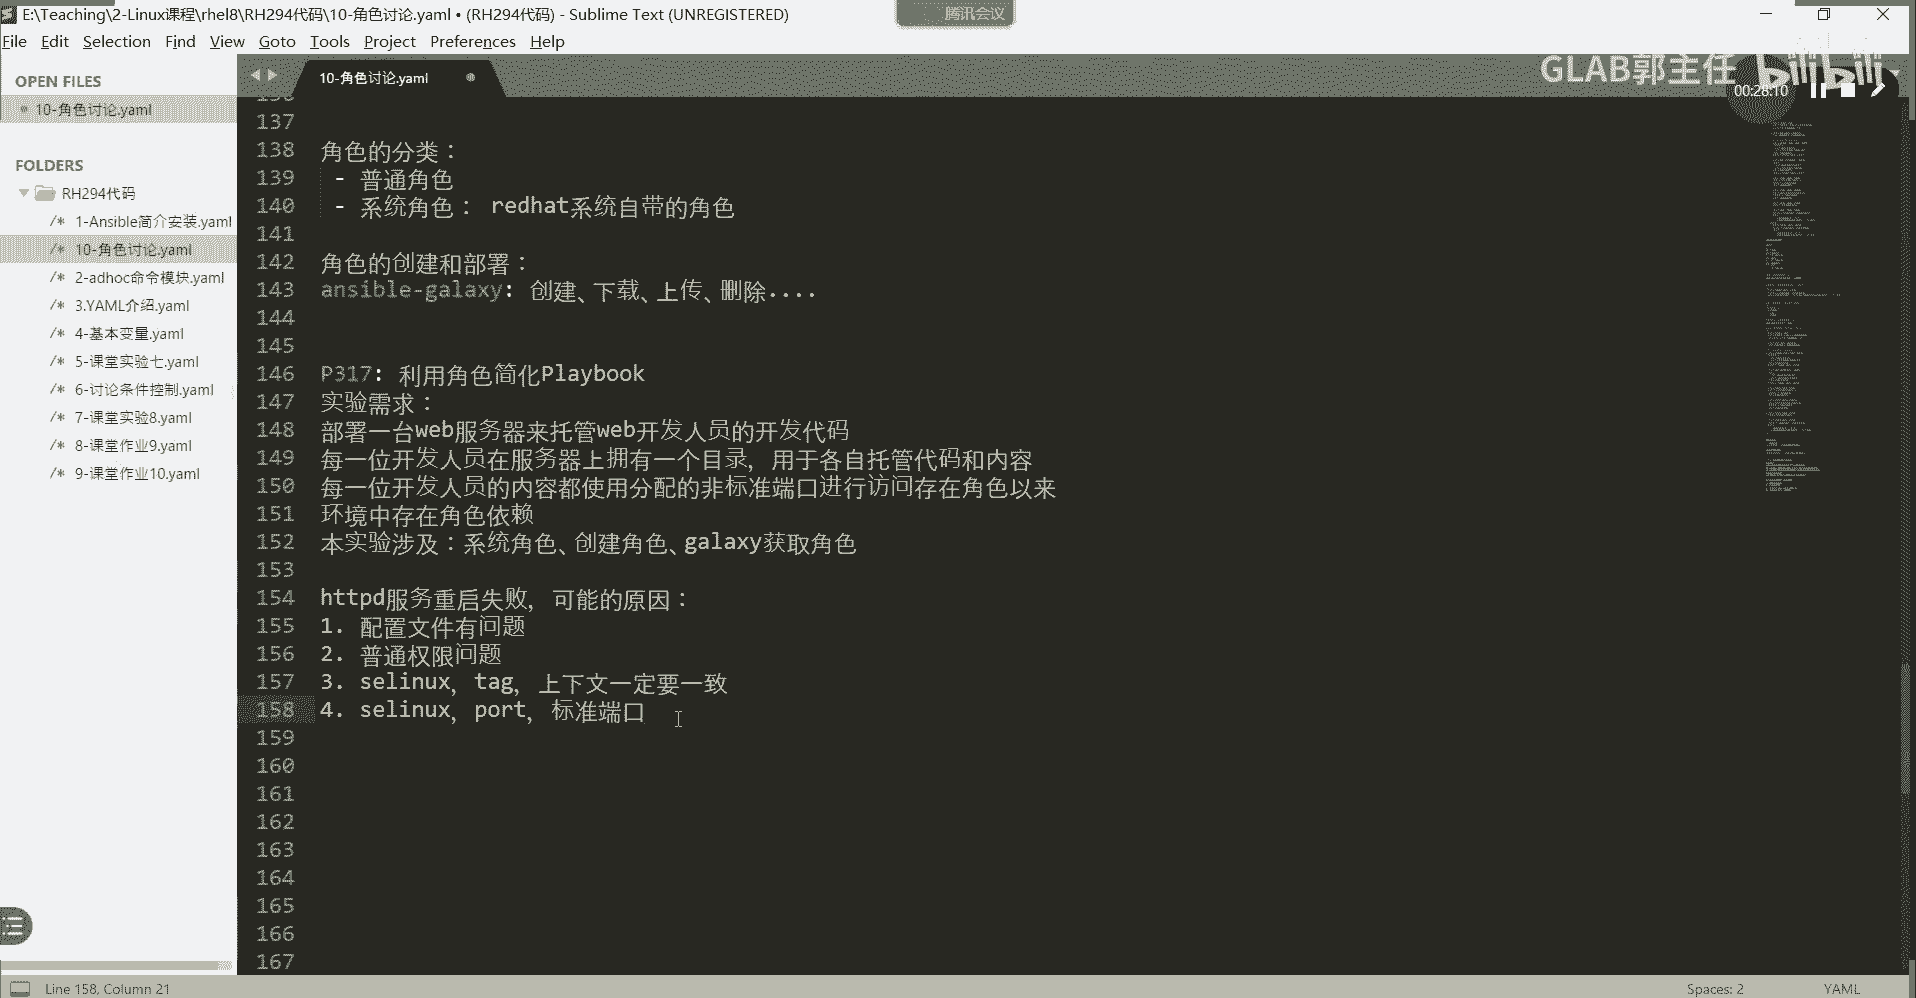 E:\Teaching\2-Linux课程\rhel8\RH294代码\10-角色讨论.yaml • (RH294代码) - Sublime Text (UNREGISTERED)
腾讯会议
File Edit Selection Find View Goto Tools Project Preferences Help
GLAB郭主任 bilibili
00:28:10
OPEN FILES
10-角色讨论.yaml
FOLDERS
RH294代码
/* 1-Ansible简介安装.yaml
/* 10-角色讨论.yaml
/* 2-adhoc命令模块.yaml
/* 3.YAML介绍.yaml
/* 4-基本变量.yaml
/* 5-课堂实验七.yaml
/* 6-讨论条件控制.yaml
/* 7-课堂实验8.yaml
/* 8-课堂作业9.yaml
/* 9-课堂作业10.yaml
10-角色讨论.yaml
136
137
138 角色的分类：
139 - 普通角色
140 - 系统角色： redhat系统自带的角色
141
142 角色的创建和部署：
143 ansible-galaxy: 创建、下载、上传、删除....
144
145
146 P317: 利用角色简化Playbook
147 实验需求：
148 部署一台web服务器来托管web开发人员的开发代码
149 每一位开发人员在服务器上拥有一个目录，用于各自托管代码和内容
150 每一位开发人员的内容都使用分配的非标准端口进行访问存在角色以来
151 环境中存在角色依赖
152 本实验涉及：系统角色、创建角色、galaxy获取角色
153
154 httpd服务重启失败，可能的原因：
155 1. 配置文件有问题
156 2. 普通权限问题
157 3. selinux，tag，上下文一定要一致
158 4. selinux，port，标准端口
159
160
161
162
163
164
165
166
167
Line 158, Column 21
Spaces: 2
YAML